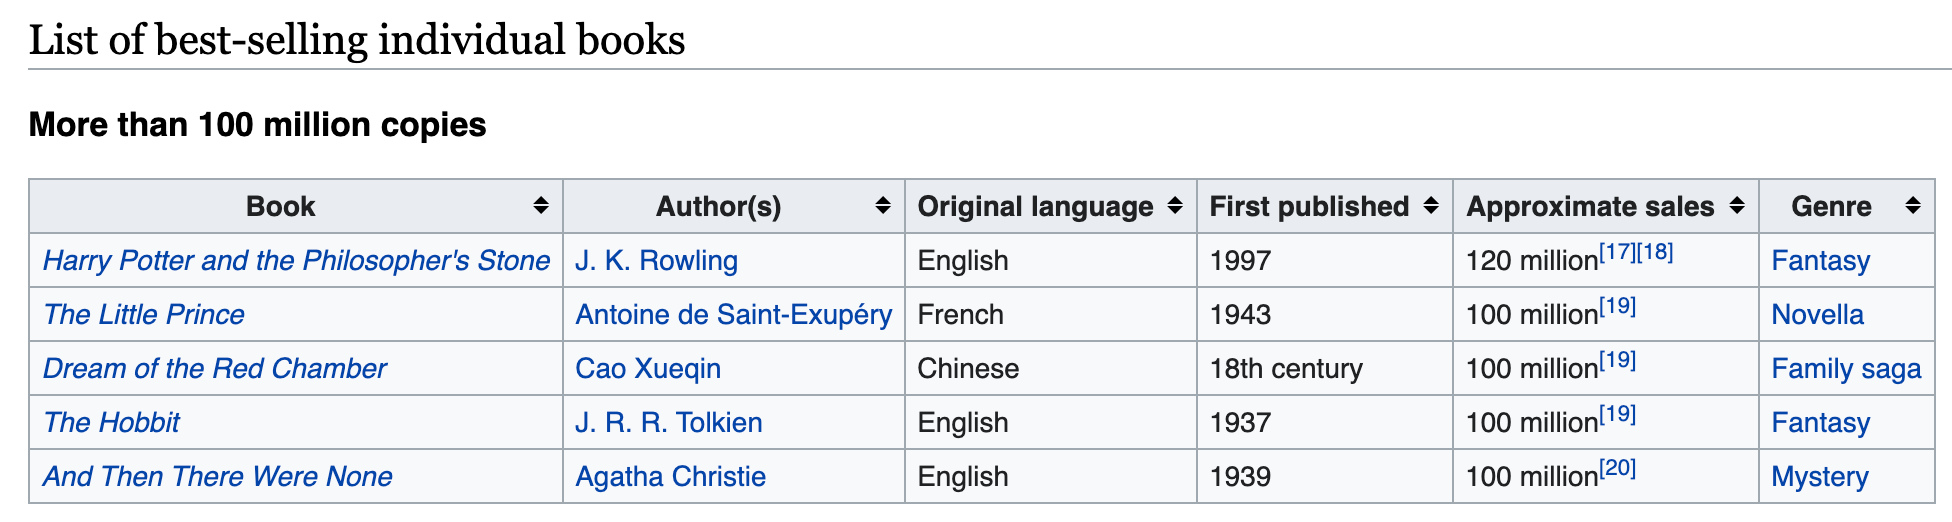 List of best-selling individual books
More than 100 million copies
Book Author(s) Original language First published Approximate sales Genre
Harry Potter and the Philosopher's Stone J. K. Rowling English 1997 120 million[17][18] Fantasy
The Little Prince Antoine de Saint-Exupéry French 1943 100 million[19] Novella
Dream of the Red Chamber Cao Xueqin Chinese 18th century 100 million[19] Family saga
The Hobbit J. R. R. Tolkien English 1937 100 million[19] Fantasy
And Then There Were None Agatha Christie English 1939 100 million[20] Mystery